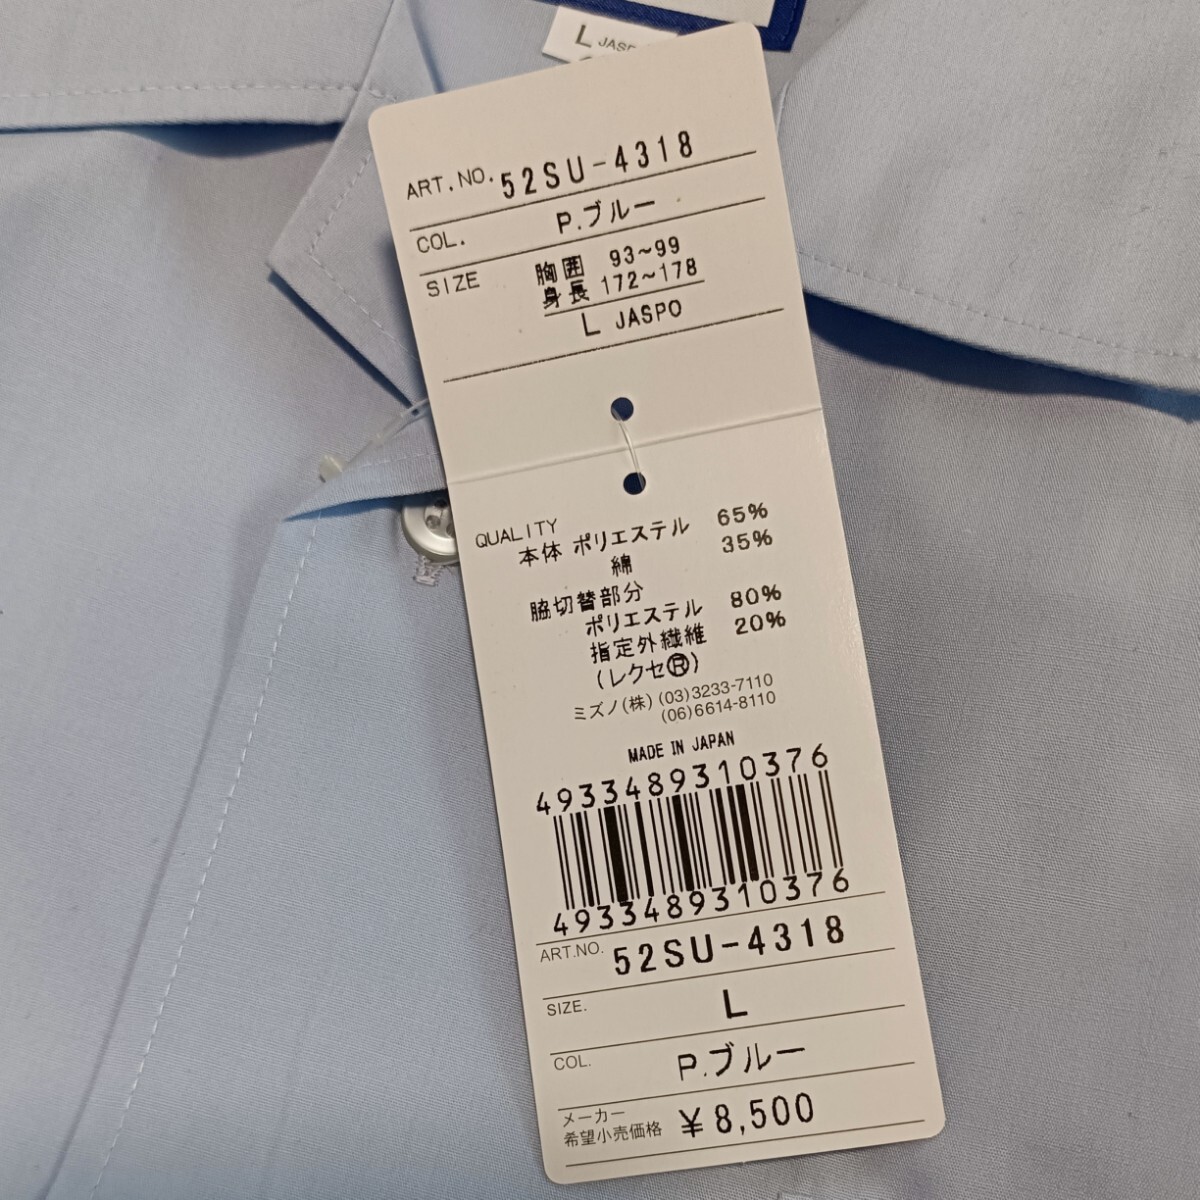 L JASP
ART.NO. 52SU-4318
COL. P.ブルー
SIZE 胸囲 93~99
身長 172~178
L JASPO
QUALITY
本体 ポリエステル 65%
綿 35%
脇切替部分
ポリエステル 80%
指定外繊維 20%
(レクセⓇ)
ミズノ(株) (03)3233-7110
(06)6614-8110
MADE IN JAPAN
4933489310376
4933489310376
ART.NO. 52SU-4318
SIZE. L
COL. P.ブルー
メーカー
希望小売価格 ¥8,500